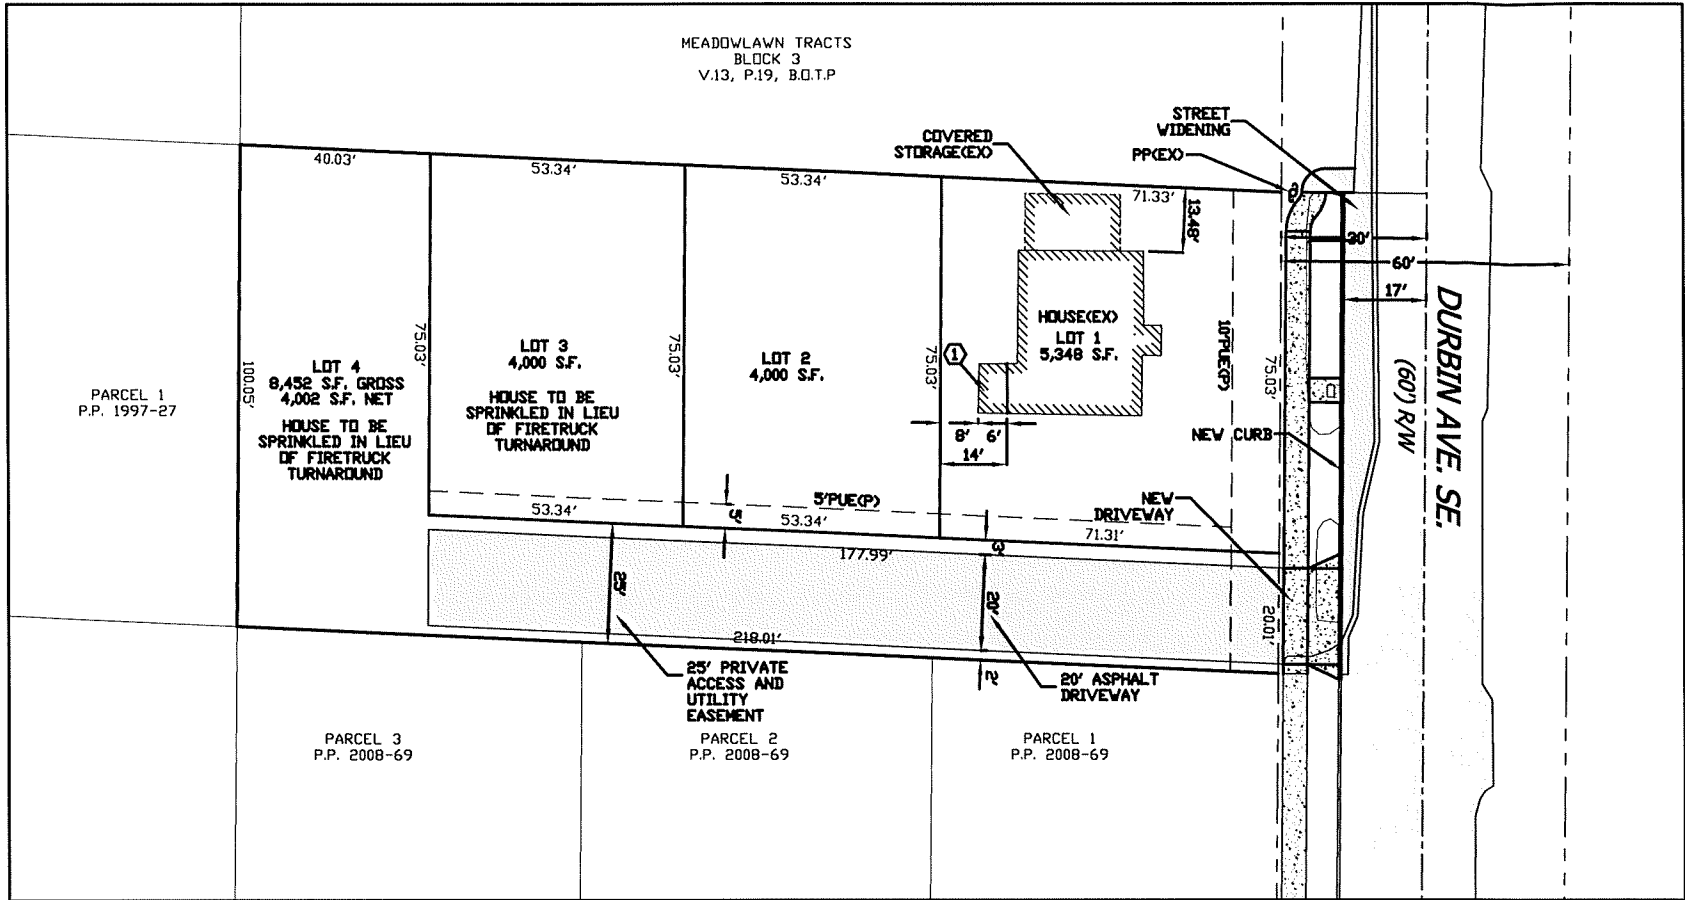 MEADOWLAWN TRACTS
BLOCK 3
V.13, P.19, B.O.T.P
STREET
WIDENING
COVERED
STORAGE(EX)
PP(EX)
40.03'
53.34'
53.34'
71.33'
13.48'
30'
60'
17'
DURBIN AVE. SE.
(60') R/W
HOUSE(EX)
LOT 1
5,348 S.F.
10'PUE(P)
75.03'
75.03'
75.03'
75.03'
100.05'
LOT 2
4,000 S.F.
LOT 3
4,000 S.F.
HOUSE TO BE
SPRINKLED IN LIEU
OF FIRETRUCK
TURNAROUND
LOT 4
8,452 S.F. GROSS
4,002 S.F. NET
HOUSE TO BE
SPRINKLED IN LIEU
OF FIRETRUCK
TURNAROUND
PARCEL 1
P.P. 1997-27
1
8' 6'
14'
NEW CURB
NEW
DRIVEWAY
5'PUE(P)
5'
53.34'
53.34'
71.31'
3'
177.99'
25'
20'
20.01'
218.01'
2'
25' PRIVATE
ACCESS AND
UTILITY
EASEMENT
20' ASPHALT
DRIVEWAY
PARCEL 3
P.P. 2008-69
PARCEL 2
P.P. 2008-69
PARCEL 1
P.P. 2008-69